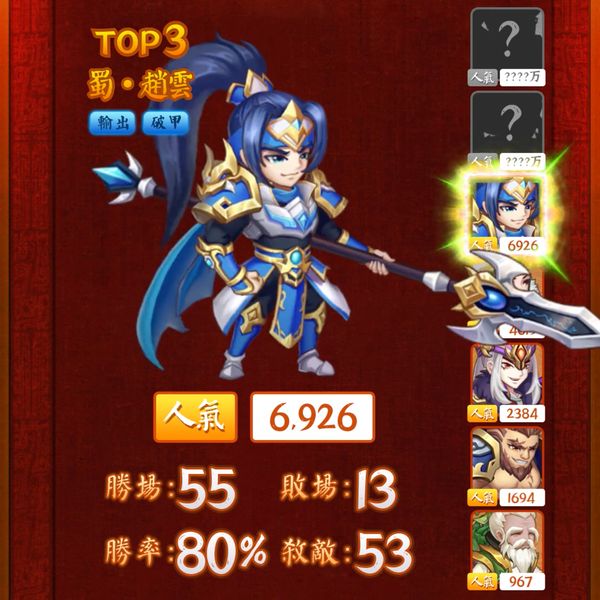 TOP3
蜀·趙雲
輸出 破甲
人氣 6,926
勝場:55 敗場:13
勝率:80% 殺敵:53
?
人氣 ????万
?
人氣 ????万
人氣 6926
人氣 2384
人氣 1694
人氣 967